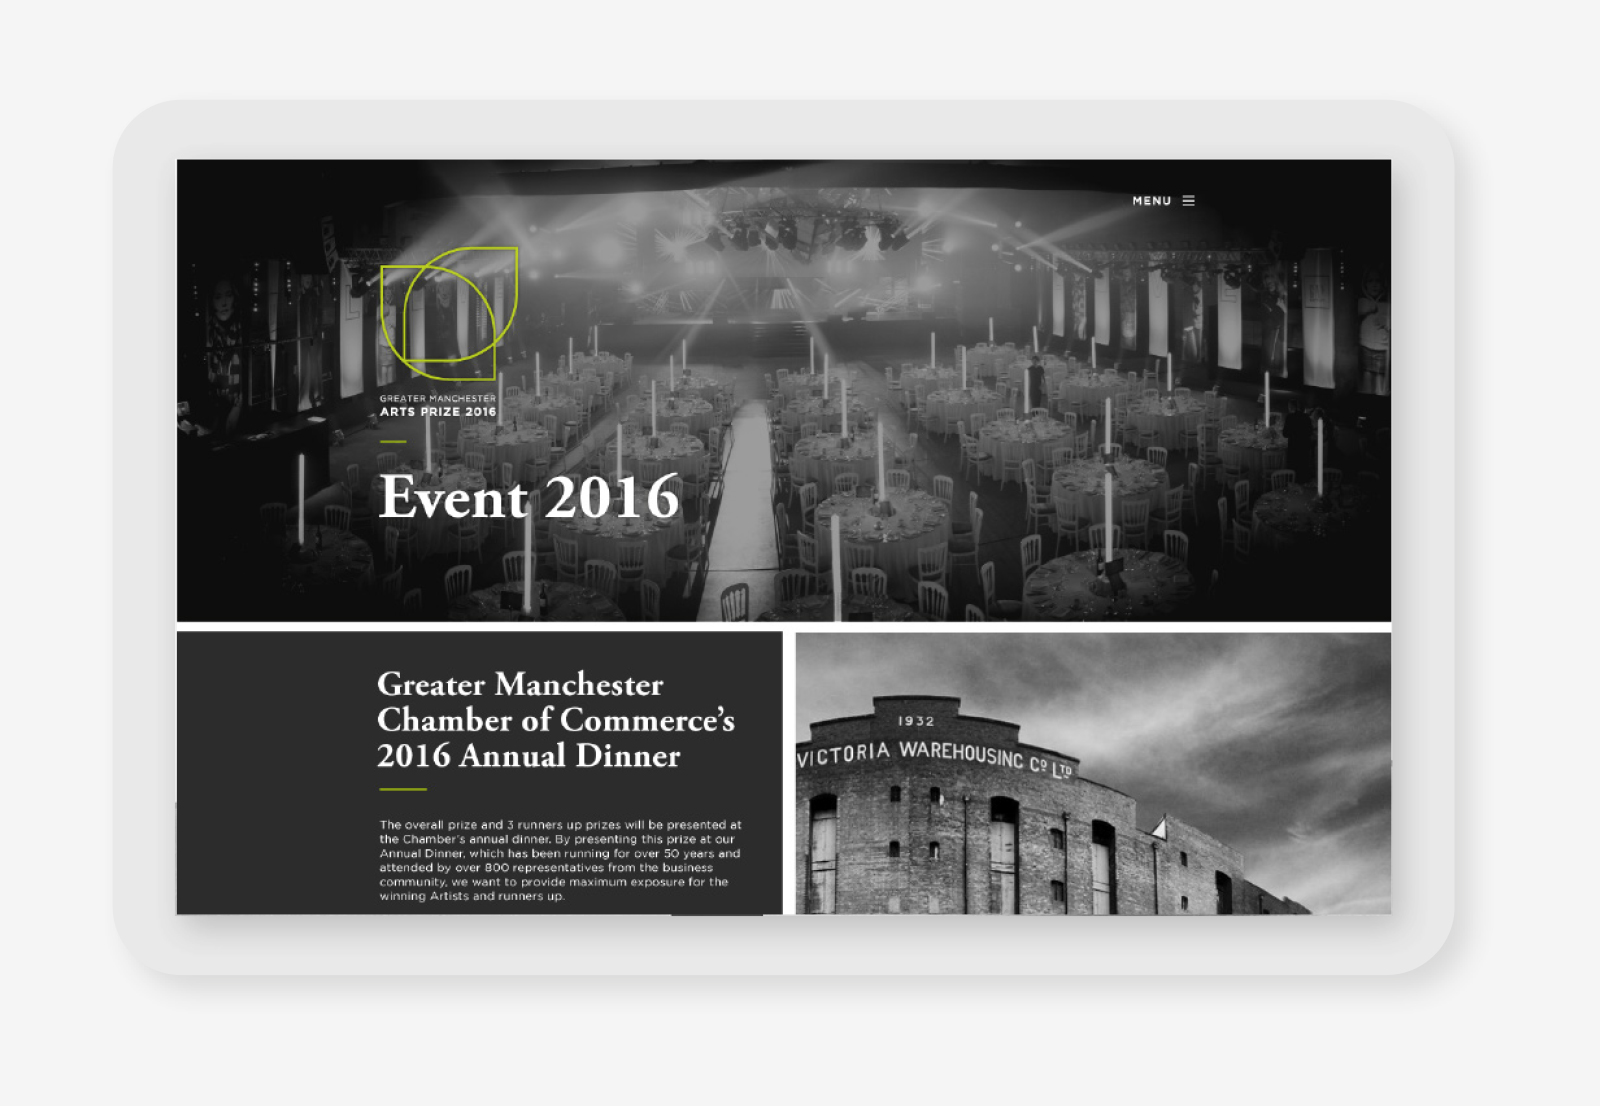 MENU
GREATER MANCHESTER
ARTS PRIZE 2016
Event 2016
Greater Manchester
Chamber of Commerce’s
2016 Annual Dinner
The overall prize and 3 runners up prizes will be presented at
the Chamber’s annual dinner. By presenting this prize at our
Annual Dinner, which has been running for over 50 years and
attended by over 800 representatives from the business
community, we want to provide maximum exposure for the
winning Artists and runners up.
1932
VICTORIA WAREHOUSING Cº LTD